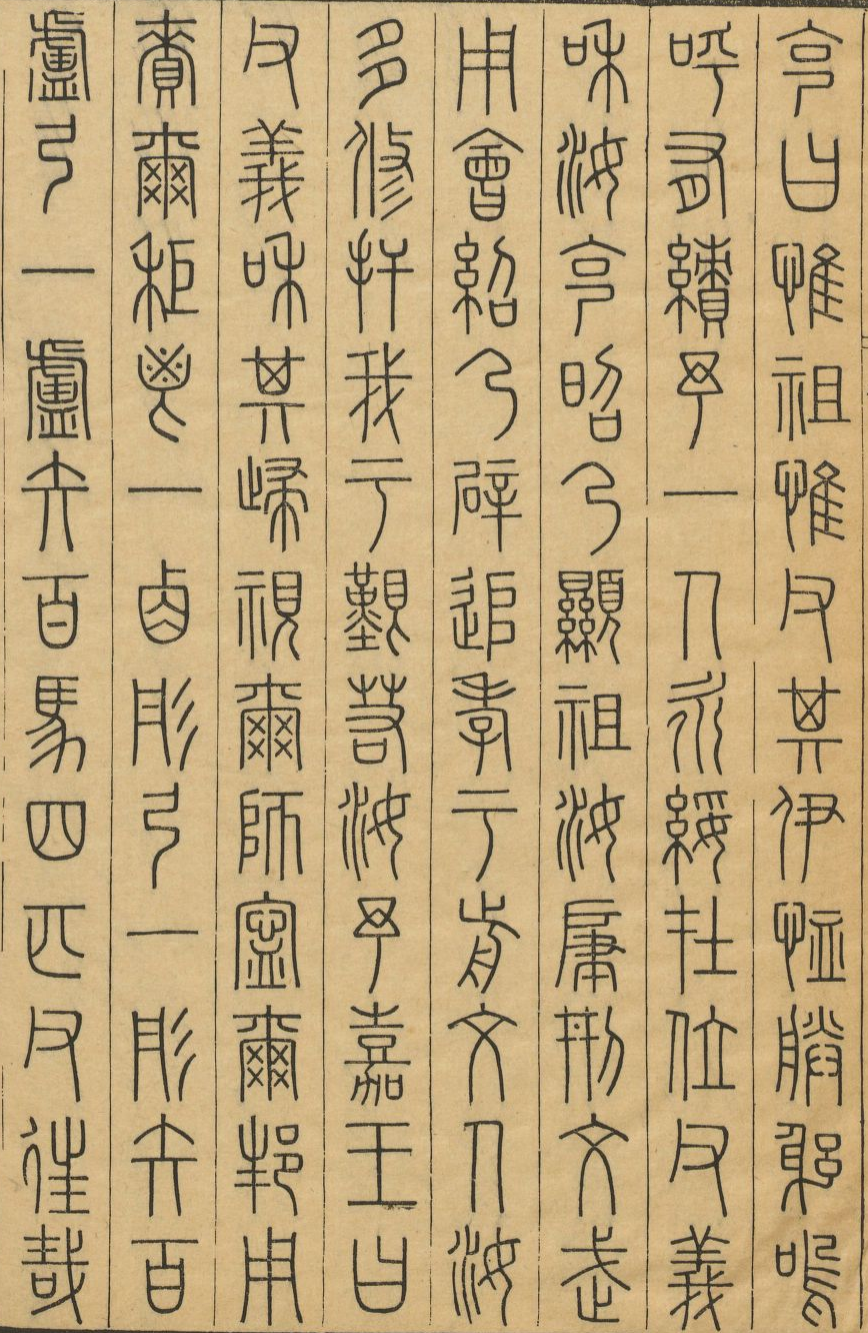 克曰惟祖惟父其伊恤朕躬嗚
呼有績予一人永綏在位父義
和汝克昭乃顯祖汝肇刑文武
用會紹乃辟追孝于前文人汝
多修扞我于艱若汝予嘉王曰
父義和其歸視爾師寧爾邦用
賚爾秬鬯一卣彤弓一彤矢百
盧弓一盧矢百馬四匹父往哉